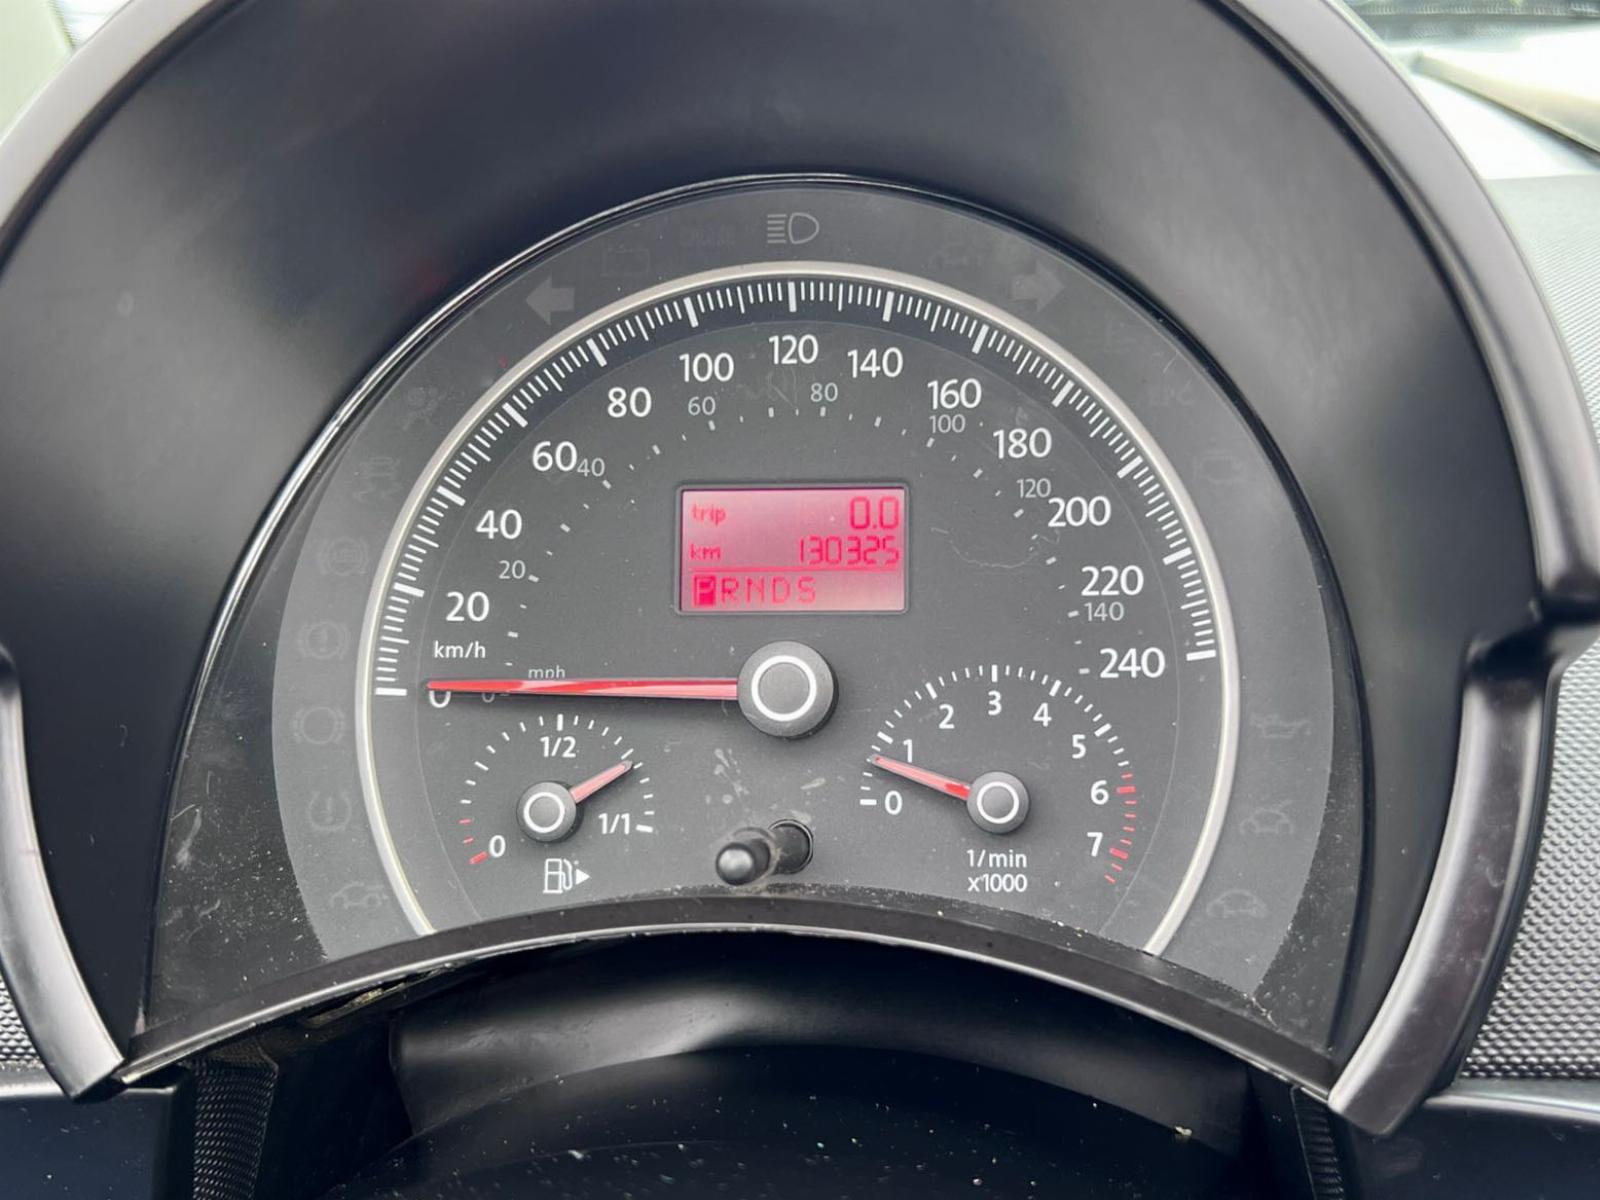 120
100 140
80 60 80 160
60 40 100 180
120
40 trip 0.0 200
20 km 130325
PRNDS 220
20 140
km/h 240
mph
0 0
1/2 2 3 4
1 5
0 6
1/1
0 7
1/min
x1000